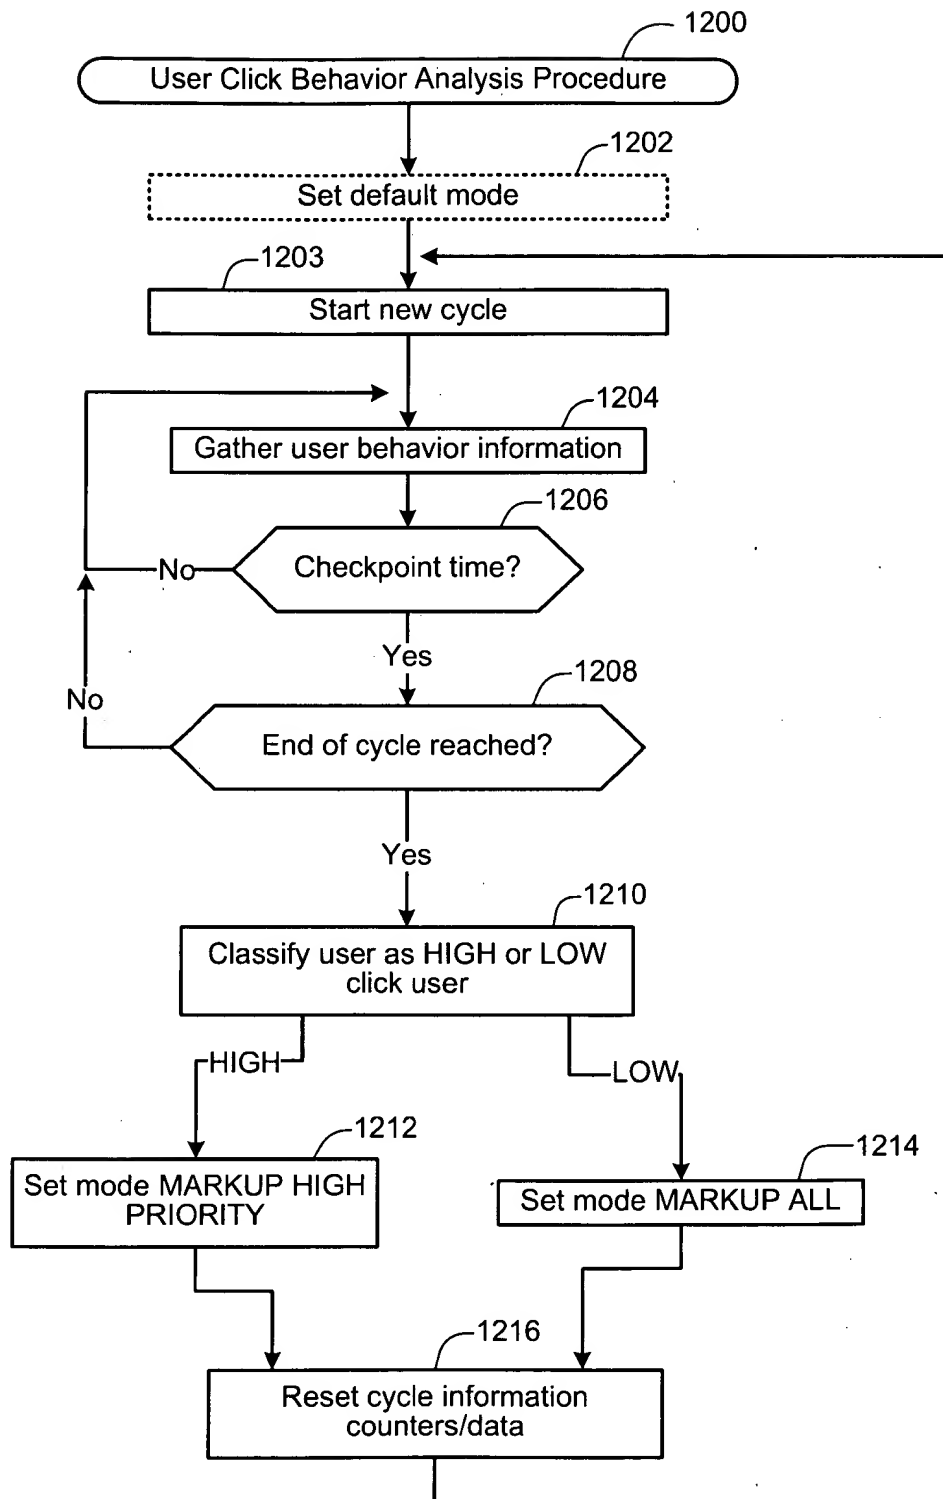 1200
User Click Behavior Analysis Procedure
1202
Set default mode
1203
Start new cycle
1204
Gather user behavior information
1206
Checkpoint time?
No
Yes
1208
No
End of cycle reached?
Yes
1210
Classify user as HIGH or LOW
click user
HIGH
LOW
1212
Set mode MARKUP HIGH
PRIORITY
1214
Set mode MARKUP ALL
1216
Reset cycle information
counters/data